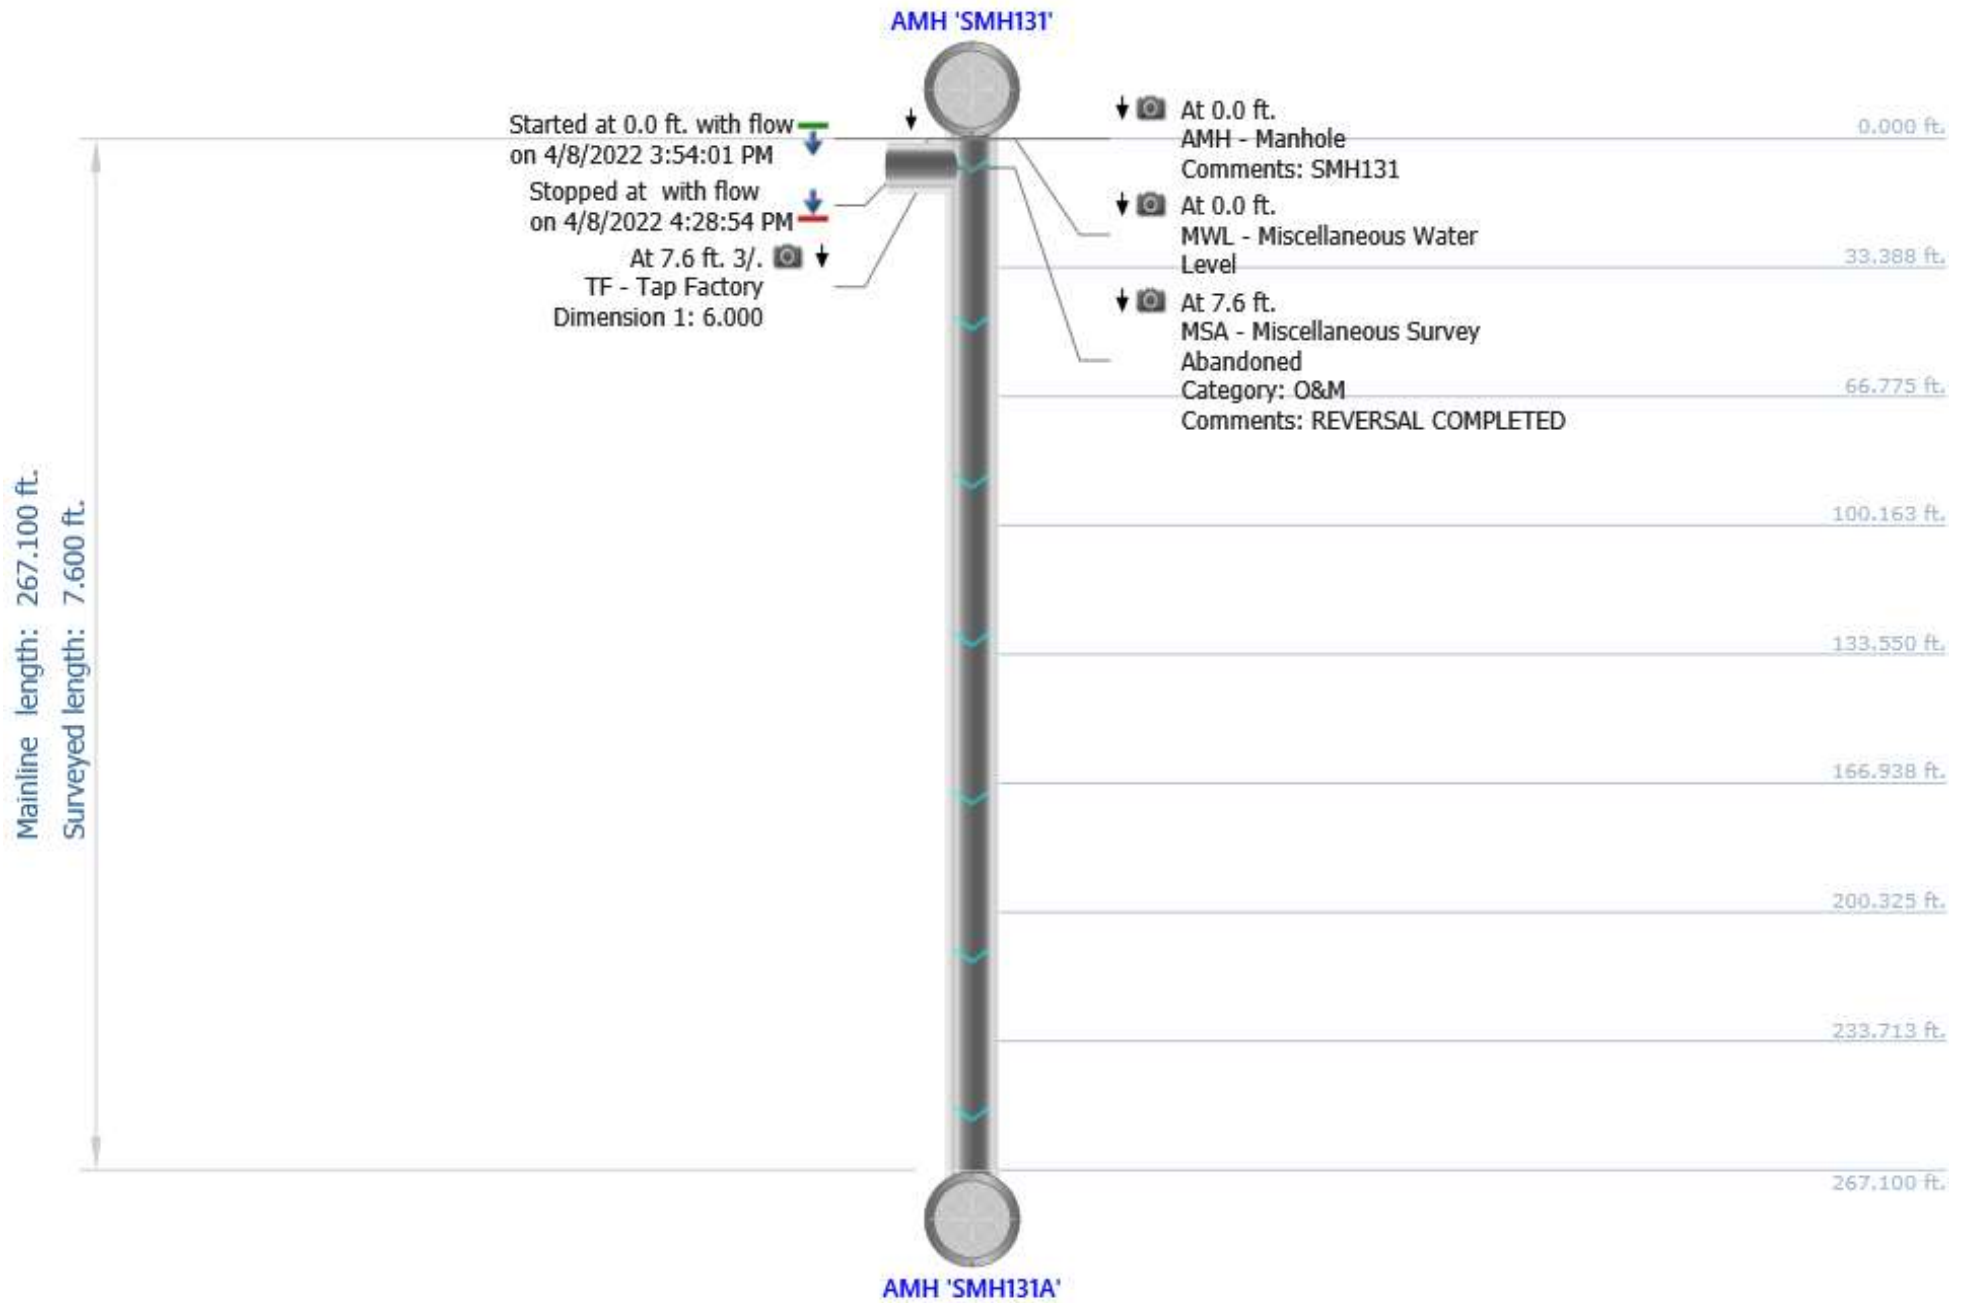 AMH 'SMH131'
Started at 0.0 ft. with flow
on 4/8/2022 3:54:01 PM
Stopped at  with flow
on 4/8/2022 4:28:54 PM
At 7.6 ft. 3/.
TF - Tap Factory
Dimension 1: 6.000
At 0.0 ft.
AMH - Manhole
Comments: SMH131
At 0.0 ft.
MWL - Miscellaneous Water
Level
At 7.6 ft.
MSA - Miscellaneous Survey
Abandoned
Category: O&M
Comments: REVERSAL COMPLETED
0.000 ft.
33.388 ft.
66.775 ft.
100.163 ft.
133.550 ft.
166.938 ft.
200.325 ft.
233.713 ft.
267.100 ft.
Mainline length: 267.100 ft.
Surveyed length: 7.600 ft.
AMH 'SMH131A'